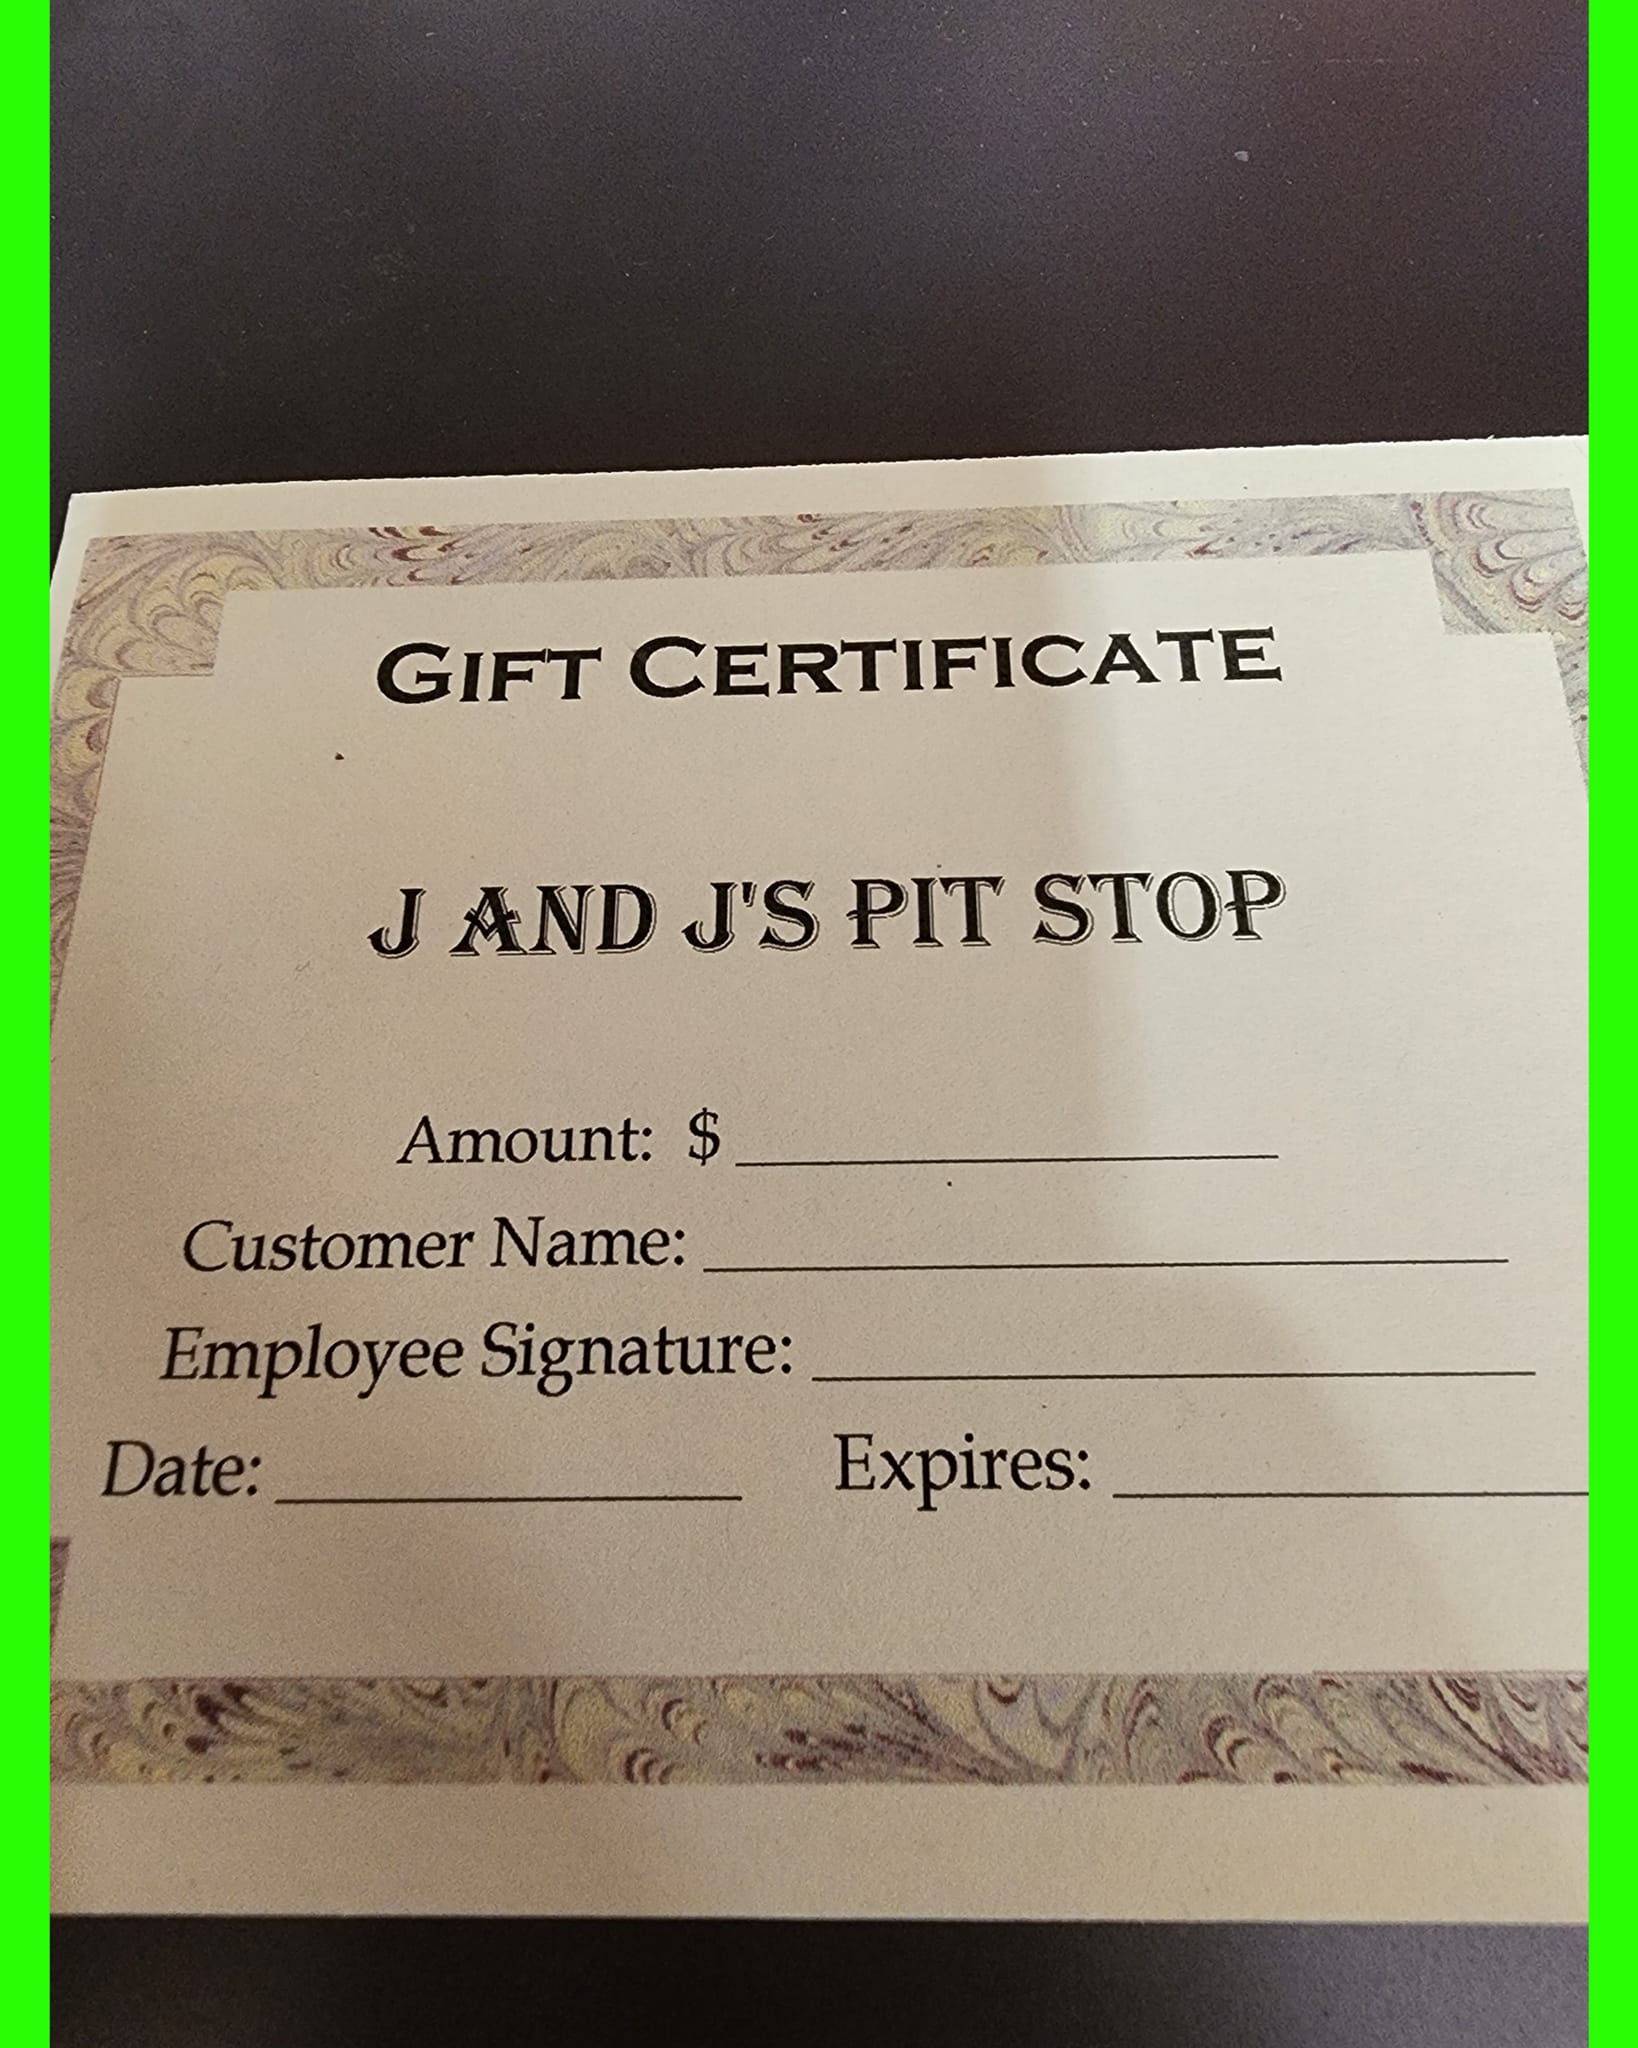 GIFT CERTIFICATE
J AND J'S PIT STOP
Amount: $
Customer Name:
Employee Signature:
Date: Expires: